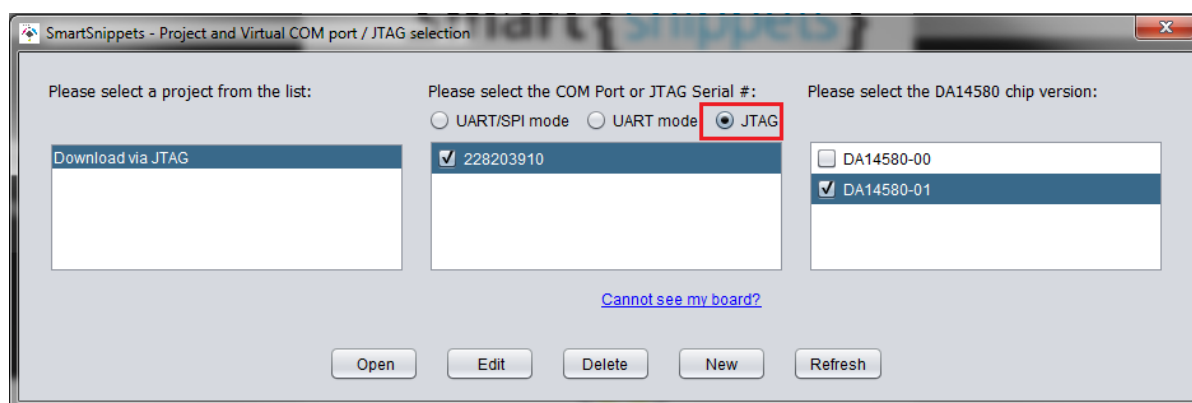 smart{snippets}
SmartSnippets - Project and Virtual COM port / JTAG selection
Please select a project from the list:
Download via JTAG
Please select the COM Port or JTAG Serial #:
UART/SPI mode UART mode JTAG
228203910
Please select the DA14580 chip version:
DA14580-00
DA14580-01
Cannot see my board?
Open Edit Delete New Refresh